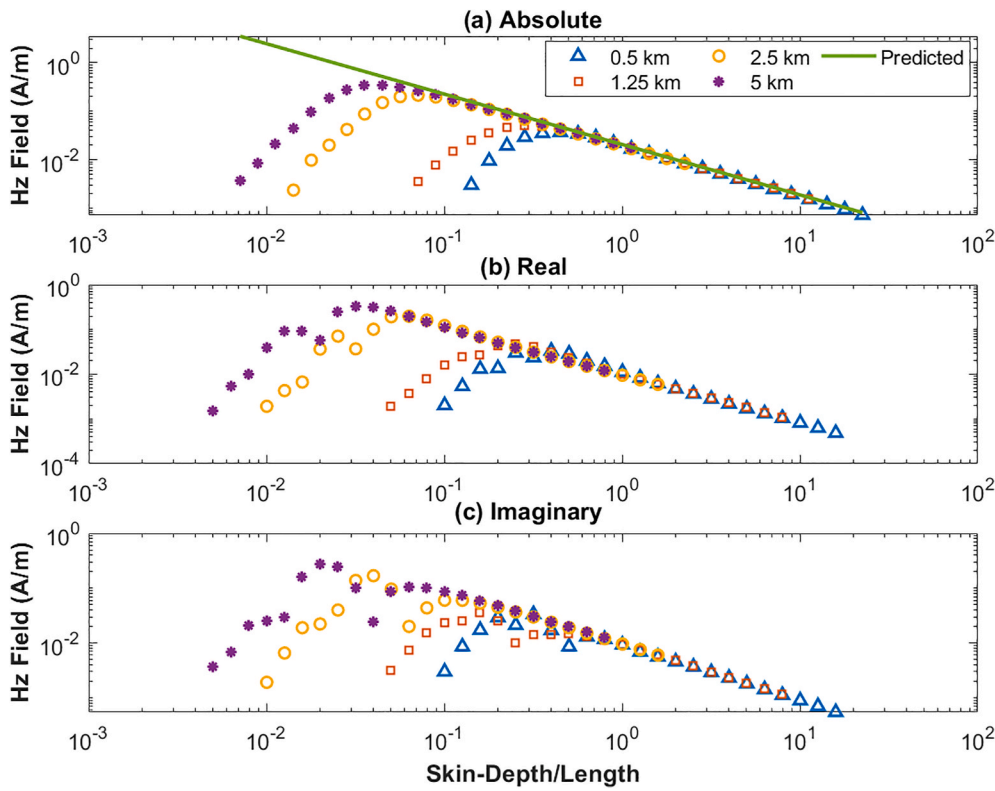 (a) Absolute
Hz Field (A/m)
10^0
10^-2
0.5 km 2.5 km Predicted
1.25 km 5 km
10^-3 10^-2 10^-1 10^0 10^1 10^2
(b) Real
Hz Field (A/m)
10^0
10^-2
10^-4
10^-3 10^-2 10^-1 10^0 10^1 10^2
(c) Imaginary
Hz Field (A/m)
10^0
10^-2
10^-3 10^-2 10^-1 10^0 10^1 10^2
Skin-Depth/Length